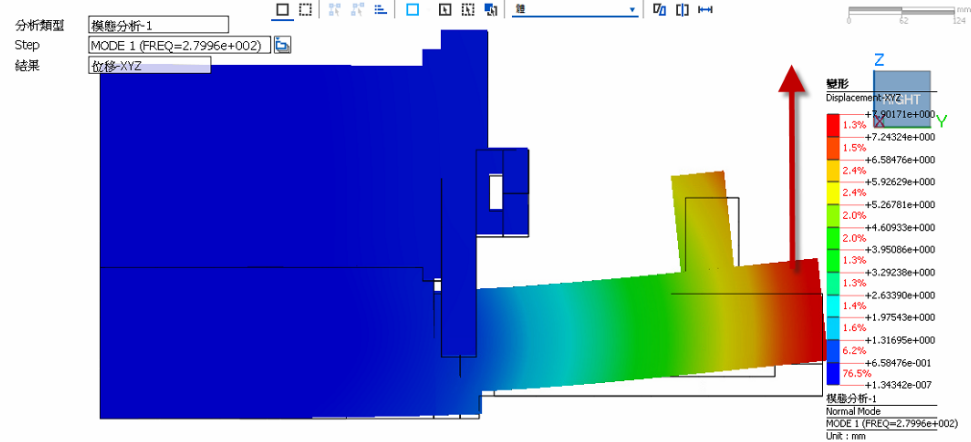 體
mm
0 62 124
分析類型 模態分析-1
Step MODE 1 (FREQ=2.7996e+002)
結果 位移-XYZ
Z
RIGHT
X Y
變形
Displacement-XYZ
+7.90171e+000
1.3%
+7.24324e+000
1.5%
+6.58476e+000
2.4%
+5.92629e+000
2.4%
+5.26781e+000
2.0%
+4.60933e+000
2.0%
+3.95086e+000
1.3%
+3.29238e+000
1.3%
+2.63390e+000
1.4%
+1.97543e+000
1.6%
+1.31695e+000
6.2%
+6.58476e-001
76.5%
+1.34342e-007
模態分析-1
Normal Mode
MODE 1 (FREQ=2.7996e+002)
Unit : mm